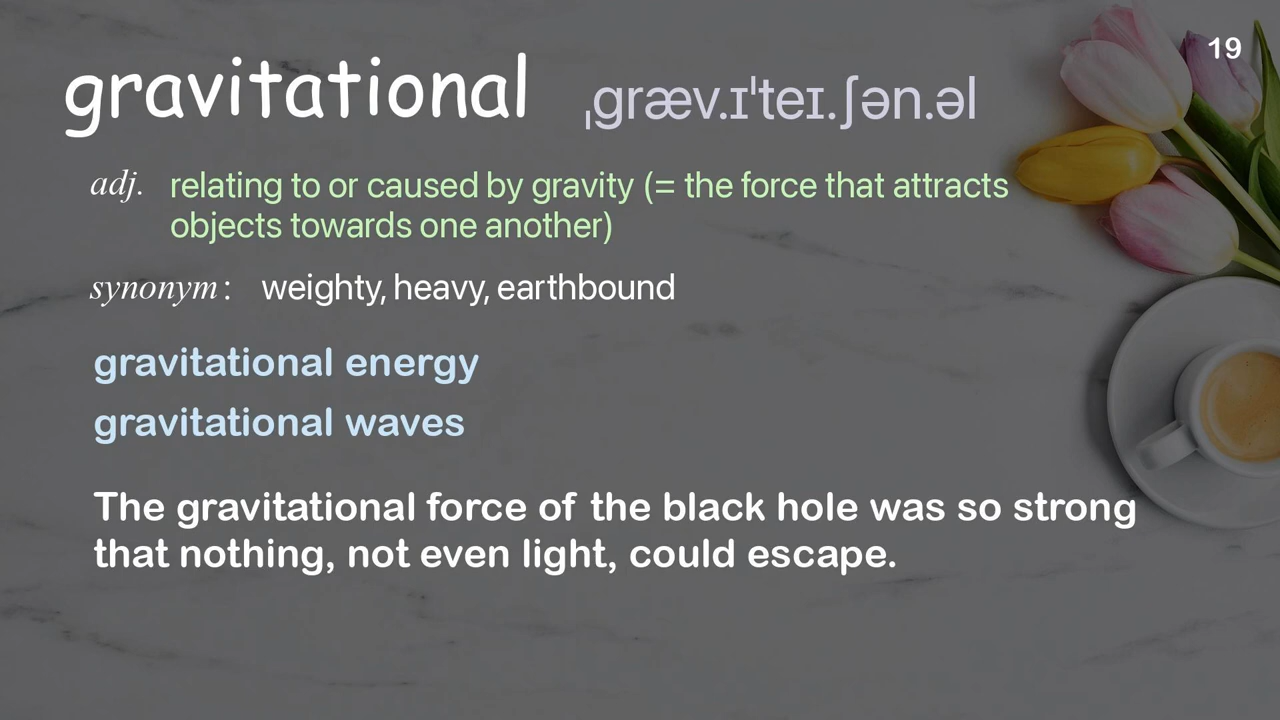 19
gravitational ˌɡræv.ɪˈteɪ.ʃən.əl
adj. relating to or caused by gravity (= the force that attracts
objects towards one another)
synonym: weighty, heavy, earthbound
gravitational energy
gravitational waves
The gravitational force of the black hole was so strong
that nothing, not even light, could escape.